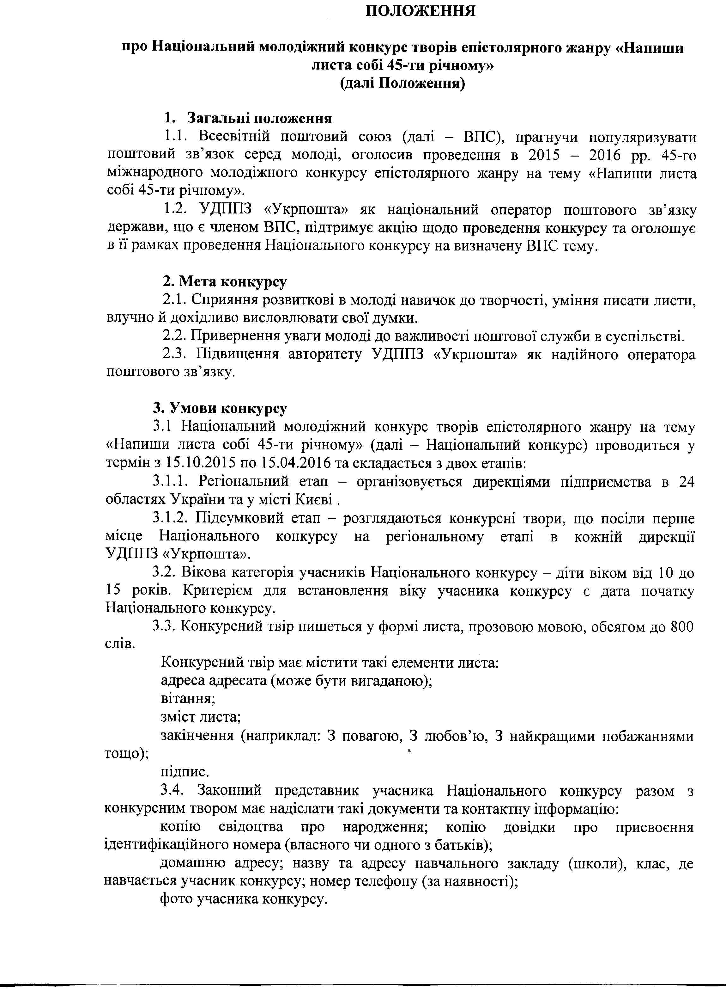 ПОЛОЖЕННЯ
про Національний молодіжний конкурс творів епістолярного жанру «Напиши
листа собі 45-ти річному»
(далі Положення)
1. Загальні положення
1.1. Всесвітній поштовий союз (далі – ВПС), прагнучи популяризувати
поштовий зв’язок серед молоді, оголосив проведення в 2015 – 2016 рр. 45-го
міжнародного молодіжного конкурсу епістолярного жанру на тему «Напиши листа
собі 45-ти річному».
1.2. УДППЗ «Укрпошта» як національний оператор поштового зв’язку
держави, що є членом ВПС, підтримує акцію щодо проведення конкурсу та оголошує
в її рамках проведення Національного конкурсу на визначену ВПС тему.
2. Мета конкурсу
2.1. Сприяння розвиткові в молоді навичок до творчості, уміння писати листи,
влучно й дохідливо висловлювати свої думки.
2.2. Привернення уваги молоді до важливості поштової служби в суспільстві.
2.3. Підвищення авторитету УДППЗ «Укрпошта» як надійного оператора
поштового зв’язку.
3. Умови конкурсу
3.1 Національний молодіжний конкурс творів епістолярного жанру на тему
«Напиши листа собі 45-ти річному» (далі – Національний конкурс) проводиться у
термін з 15.10.2015 по 15.04.2016 та складається з двох етапів:
3.1.1. Регіональний етап – організовується дирекціями підприємства в 24
областях України та у місті Києві .
3.1.2. Підсумковий етап – розглядаються конкурсні твори, що посіли перше
місце Національного конкурсу на регіональному етапі в кожній дирекції
УДППЗ «Укрпошта».
3.2. Вікова категорія учасників Національного конкурсу – діти віком від 10 до
15 років. Критерієм для встановлення віку учасника конкурсу є дата початку
Національного конкурсу.
3.3. Конкурсний твір пишеться у формі листа, прозовою мовою, обсягом до 800
слів.
Конкурсний твір має містити такі елементи листа:
адреса адресата (може бути вигаданою);
вітання;
зміст листа;
закінчення (наприклад: З повагою, З любов’ю, З найкращими побажаннями
тощо);
підпис.
3.4. Законний представник учасника Національного конкурсу разом з
конкурсним твором має надіслати такі документи та контактну інформацію:
копію свідоцтва про народження; копію довідки про присвоєння
ідентифікаційного номера (власного чи одного з батьків);
домашню адресу; назву та адресу навчального закладу (школи), клас, де
навчається учасник конкурсу; номер телефону (за наявності);
фото учасника конкурсу.